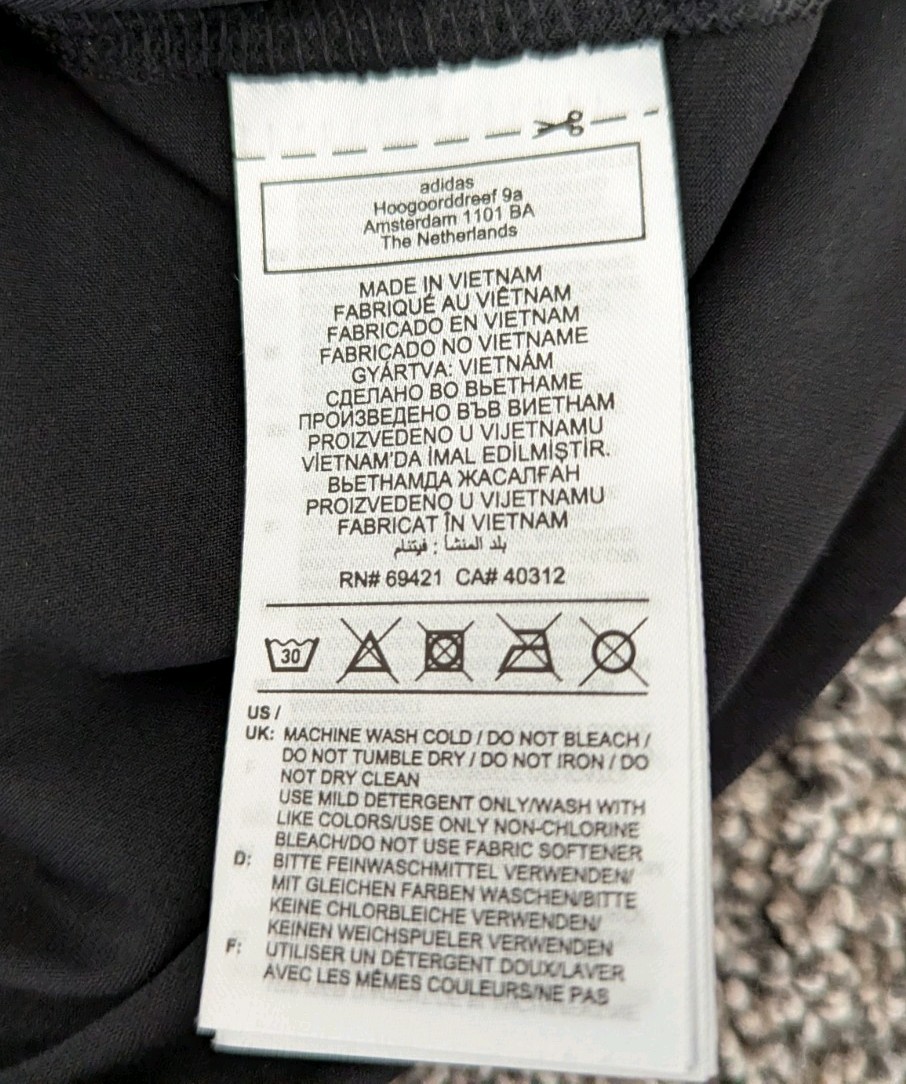 adidas
Hoogoorddreef 9a
Amsterdam 1101 BA
The Netherlands
MADE IN VIETNAM
FABRIQUÉ AU VIÊTNAM
FABRICADO EN VIETNAM
FABRICADO NO VIETNAME
GYÁRTVA: VIETNÁM
СДЕЛАНО ВО ВЬЕТНАМЕ
ПРОИЗВЕДЕНО ВЪВ ВИЕТНАМ
PROIZVEDENO U VIJETNAMU
VİETNAM'DA İMAL EDİLMİŞTİR.
ВЬЕТНАМДА ЖАСАЛҒАН
PROIZVEDENO U VIJETNAMU
FABRICAT ÎN VIETNAM
بلد المنشأ : فيتنام
RN# 69421 CA# 40312
30
US /
UK: MACHINE WASH COLD / DO NOT BLEACH /
DO NOT TUMBLE DRY / DO NOT IRON / DO
NOT DRY CLEAN
USE MILD DETERGENT ONLY/WASH WITH
LIKE COLORS/USE ONLY NON-CHLORINE
BLEACH/DO NOT USE FABRIC SOFTENER
D: BITTE FEINWASCHMITTEL VERWENDEN/
MIT GLEICHEN FARBEN WASCHEN/BITTE
KEINE CHLORBLEICHE VERWENDEN/
KEINEN WEICHSPUELER VERWENDEN
F: UTILISER UN DÉTERGENT DOUX/LAVER
AVEC LES MÊMES COULEURS/NE PAS